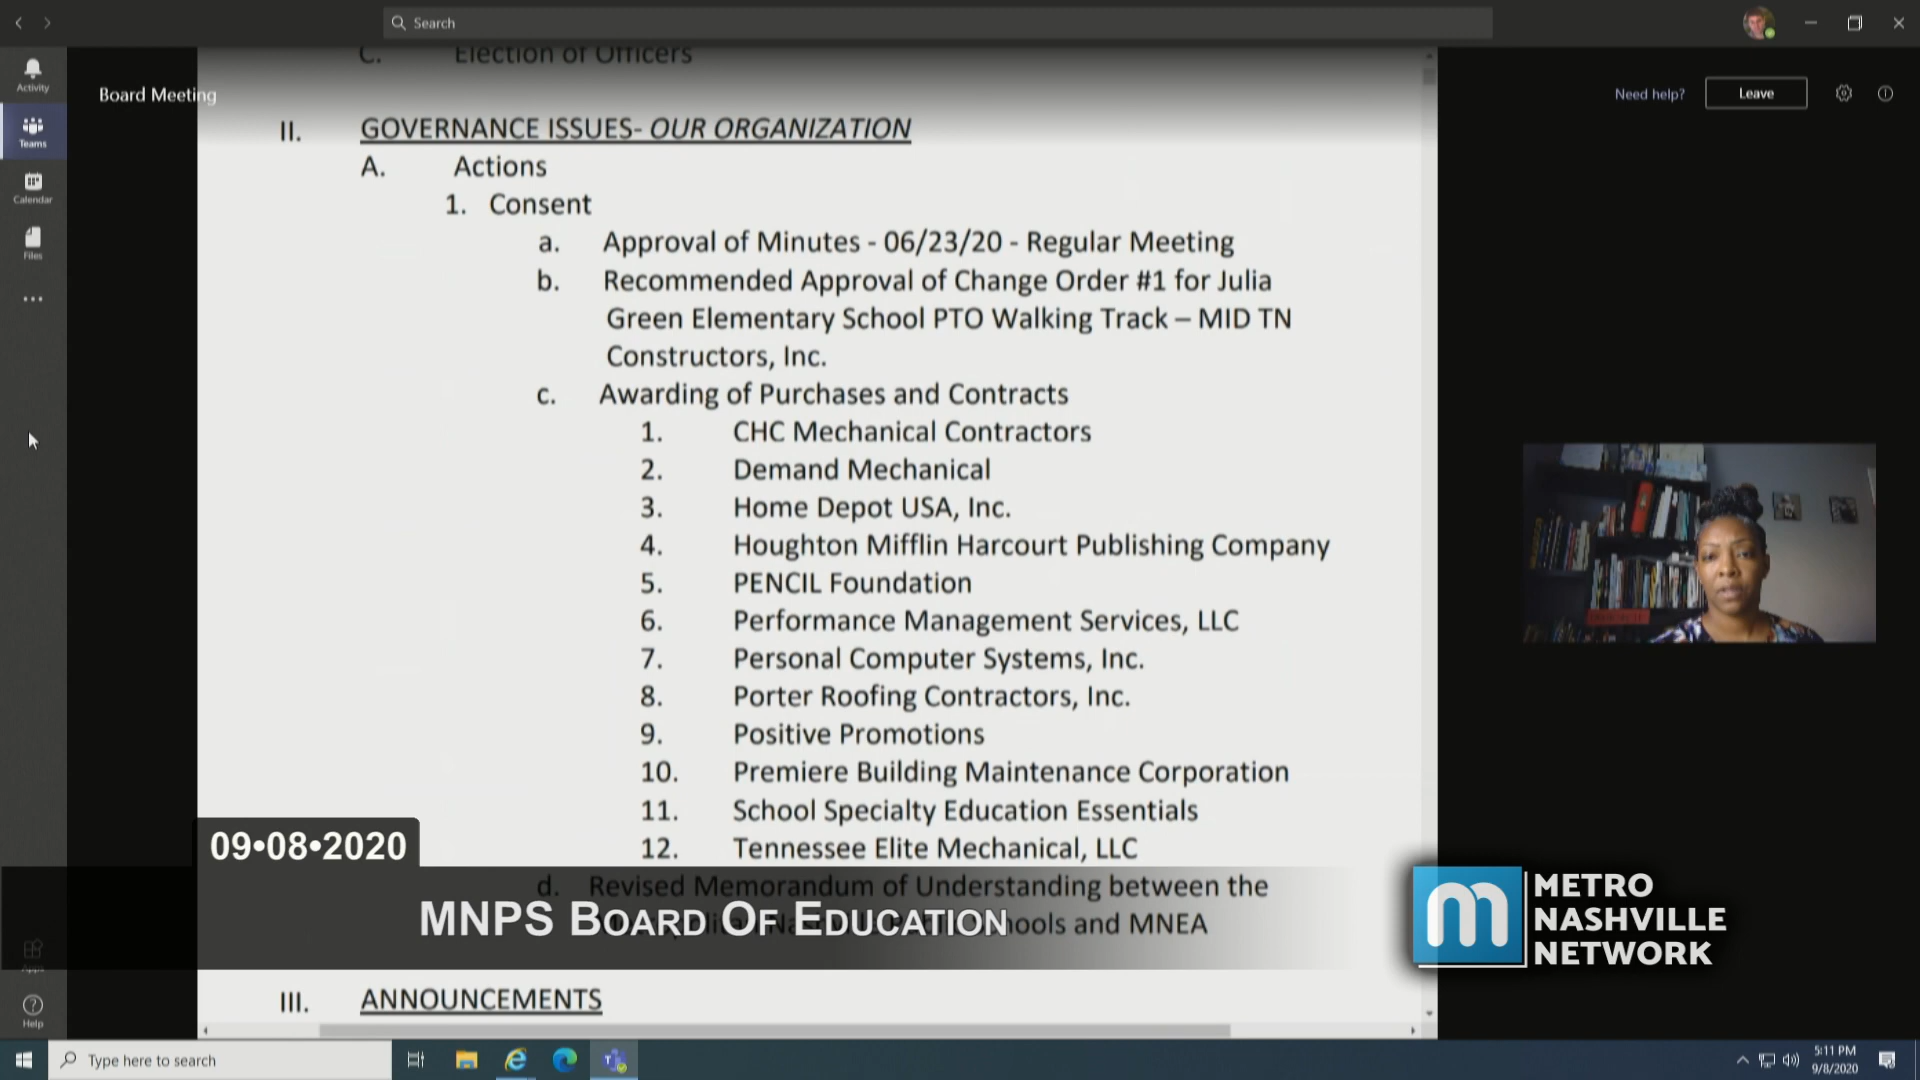 Search
Activity
Teams
Calendar
Files
Apps
Help
Board Meeting
Need help?
Leave
C. Election of Officers
II. GOVERNANCE ISSUES- OUR ORGANIZATION
A. Actions
1. Consent
a. Approval of Minutes - 06/23/20 - Regular Meeting
b. Recommended Approval of Change Order #1 for Julia
Green Elementary School PTO Walking Track – MID TN
Constructors, Inc.
c. Awarding of Purchases and Contracts
1. CHC Mechanical Contractors
2. Demand Mechanical
3. Home Depot USA, Inc.
4. Houghton Mifflin Harcourt Publishing Company
5. PENCIL Foundation
6. Performance Management Services, LLC
7. Personal Computer Systems, Inc.
8. Porter Roofing Contractors, Inc.
9. Positive Promotions
10. Premiere Building Maintenance Corporation
11. School Specialty Education Essentials
12. Tennessee Elite Mechanical, LLC
d. Revised Memorandum of Understanding between the
and MNEA
III. ANNOUNCEMENTS
09•08•2020
MNPS BOARD OF EDUCATION
METRO
NASHVILLE
NETWORK
Type here to search
5:11 PM
9/8/2020